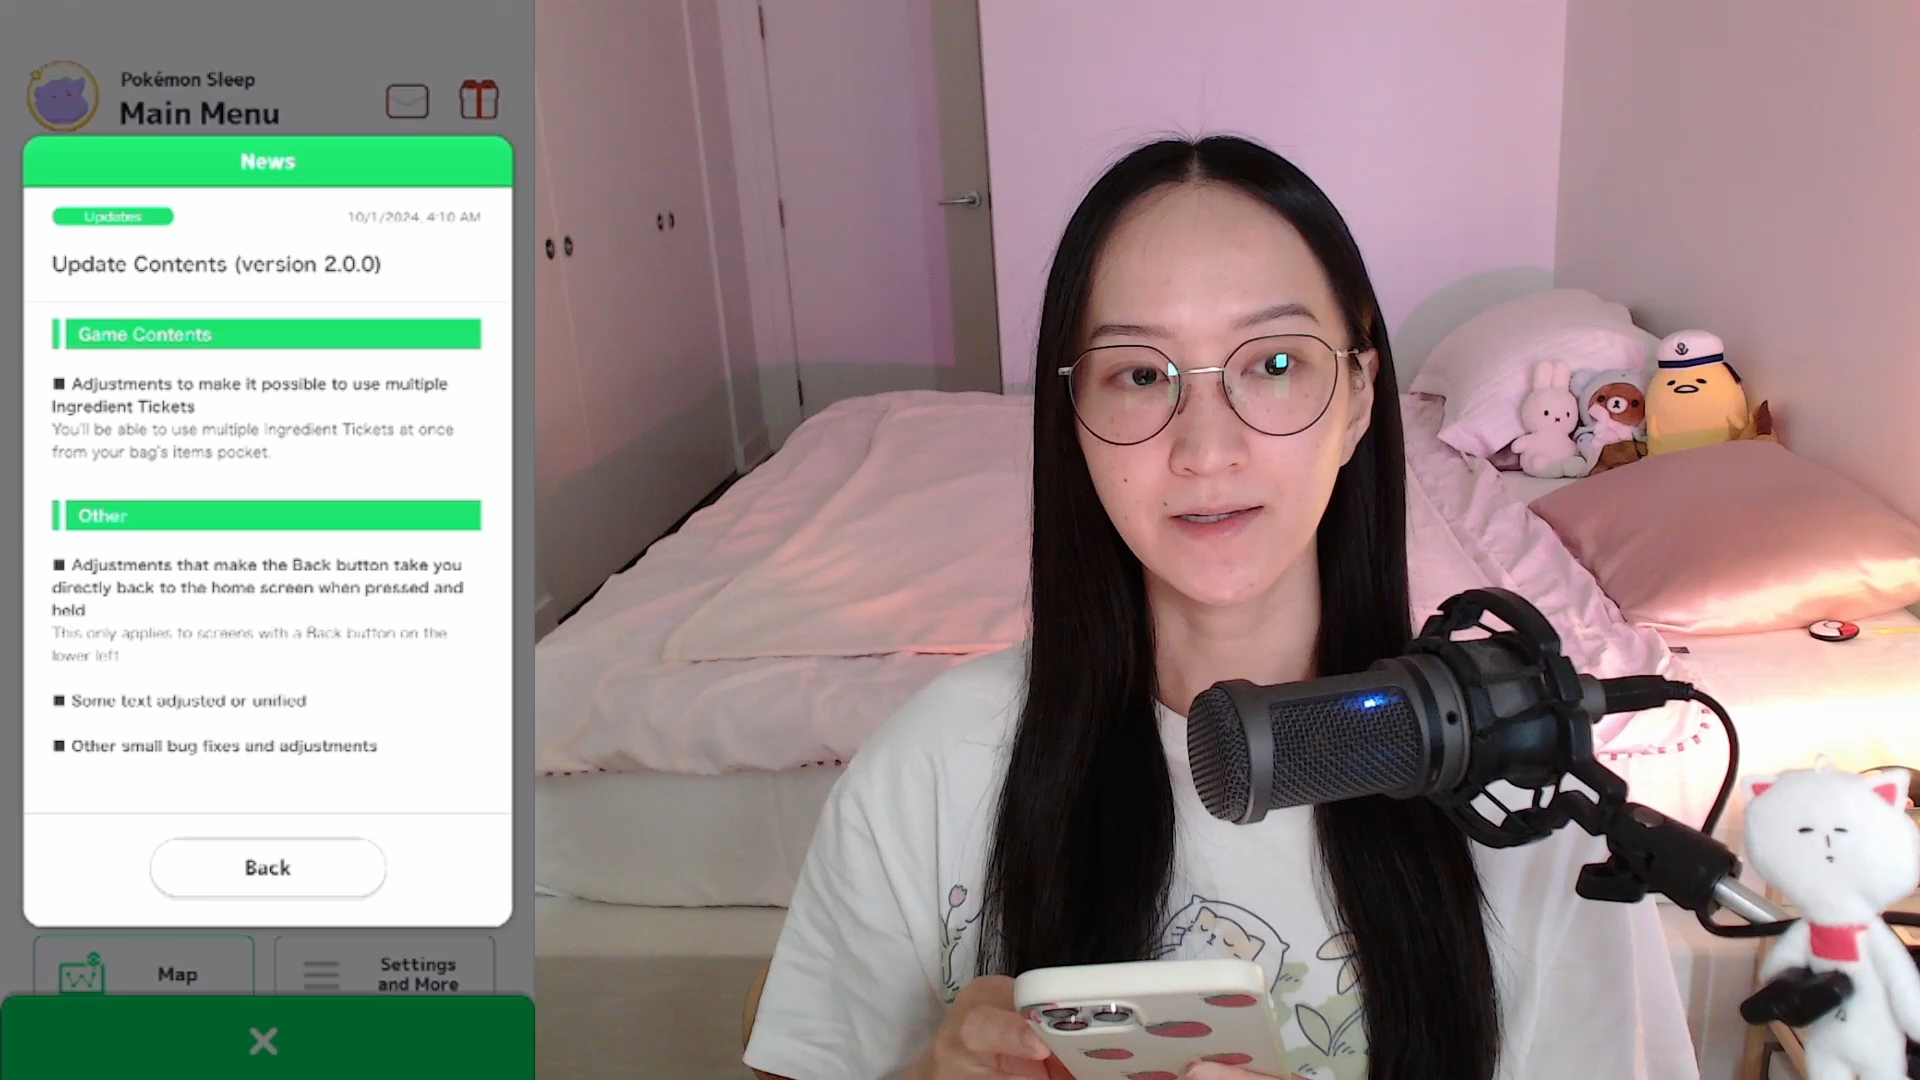 Pokémon Sleep
Main Menu
News
Updates
10/1/2024, 4:10 AM
Update Contents (version 2.0.0)
Game Contents
■ Adjustments to make it possible to use multiple
Ingredient Tickets
You'll be able to use multiple Ingredient Tickets at once
from your bag's items pocket.
Other
■ Adjustments that make the Back button take you
directly back to the home screen when pressed and
held
This only applies to screens with a Back button on the
lower left
■ Some text adjusted or unified
■ Other small bug fixes and adjustments
Back
Map
Settings
and More